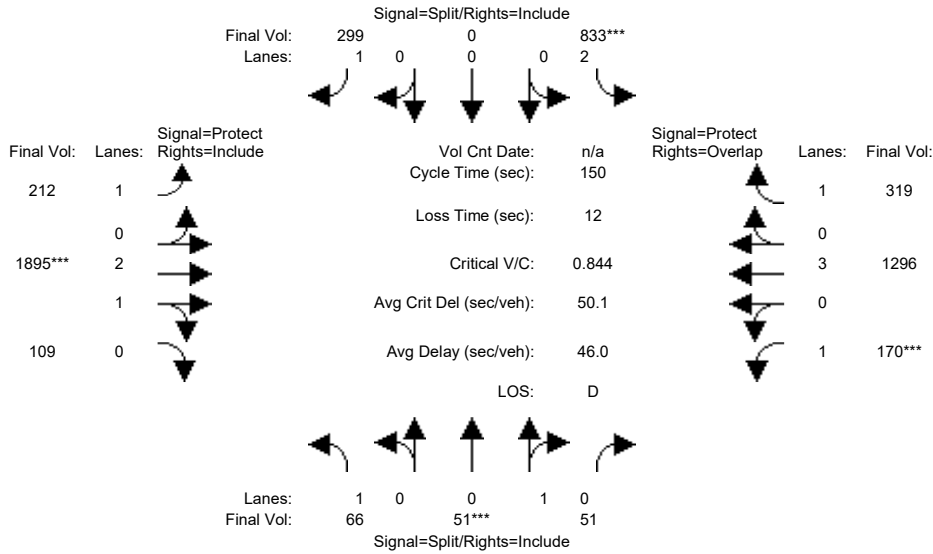 Signal=Split/Rights=Include
Final Vol: 299 0 833***
Lanes: 1 0 0 0 2
Signal=Protect
Final Vol: Lanes: Rights=Include
Vol Cnt Date: n/a
Signal=Protect
Rights=Overlap Lanes: Final Vol:
Cycle Time (sec): 150
212 1
1 319
Loss Time (sec): 12
0
0
1895*** 2
Critical V/C: 0.844
3 1296
1
Avg Crit Del (sec/veh): 50.1
0
109 0
Avg Delay (sec/veh): 46.0
1 170***
LOS: D
Lanes: 1 0 0 1 0
Final Vol: 66 51*** 51
Signal=Split/Rights=Include